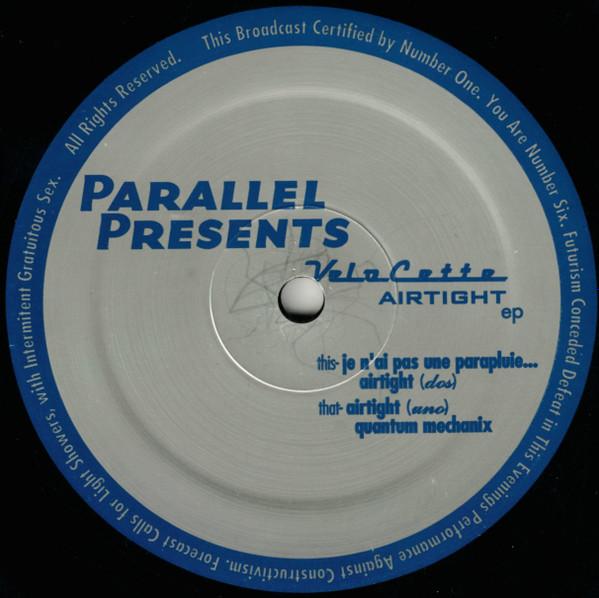 This Broadcast Certified by Number One. You Are Number Six. Futurism Conceded Defeat in This Evenings Performance Against Constructivism. Forecast Calls for Light Showers, with Intermitent Gratuitous Sex. All Rights Reserved.
PARALLEL
PRESENTS
VeloCette
AIRTIGHT
ep
this- je n'ai pas une parapluie...
airtight (dos)
that- airtight (uno)
quantum mechanix